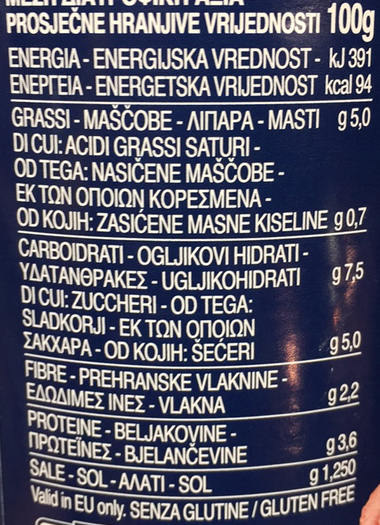 ΜΕΣΗ ΔΙΑΤΡΟΦΙΚΗ ΑΞΙΑ
PROSJEČNE HRANJIVE VRIJEDNOSTI 100g
ENERGIA - ENERGIJSKA VREDNOST - kJ 391
ΕΝΕΡΓΕΙΑ - ENERGETSKA VRIJEDNOST kcal 94
GRASSI - MAŠČOBE - ΛΙΠΑΡΑ - MASTI g 5,0
DI CUI: ACIDI GRASSI SATURI -
OD TEGA: NASIČENE MAŠČOBE -
ΕΚ ΤΩΝ ΟΠΟΙΩΝ ΚΟΡΕΣΜΕΝΑ -
OD KOJIH: ZASIĆENE MASNE KISELINE g 0,7
CARBOIDRATI - OGLJIKOVI HIDRATI -
ΥΔΑΤΑΝΘΡΑΚΕΣ - UGLJIKOHIDRATI g 7,5
DI CUI: ZUCCHERI - OD TEGA:
SLADKORJI - ΕΚ ΤΩΝ ΟΠΟΙΩΝ
ΣΑΚΧΑΡΑ - OD KOJIH: ŠEĆERI g 5,0
FIBRE - PREHRANSKE VLAKNINE -
ΕΔΩΔΙΜΕΣ ΙΝΕΣ - VLAKNA g 2,2
PROTEINE - BELJAKOVINE -
ΠΡΩΤΕΪΝΕΣ - BJELANČEVINE g 3,6
SALE - SOL - ΑΛΑΤΙ - SOL g 1,250
Valid in EU only. SENZA GLUTINE / GLUTEN FREE